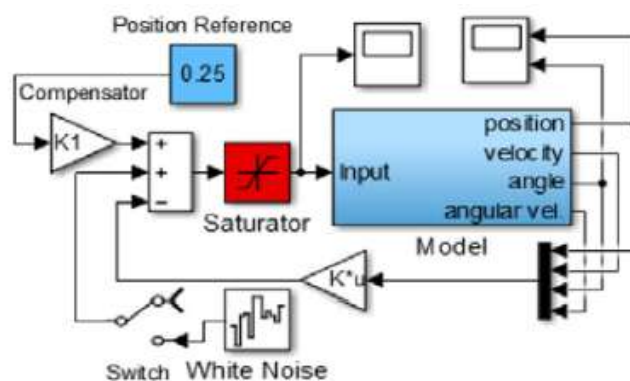 Position Reference
0.25
Compensator
K1
+
+
−
Saturator
Input
position
velocity
angle
angular vel.
Model
K*u
Switch
White Noise